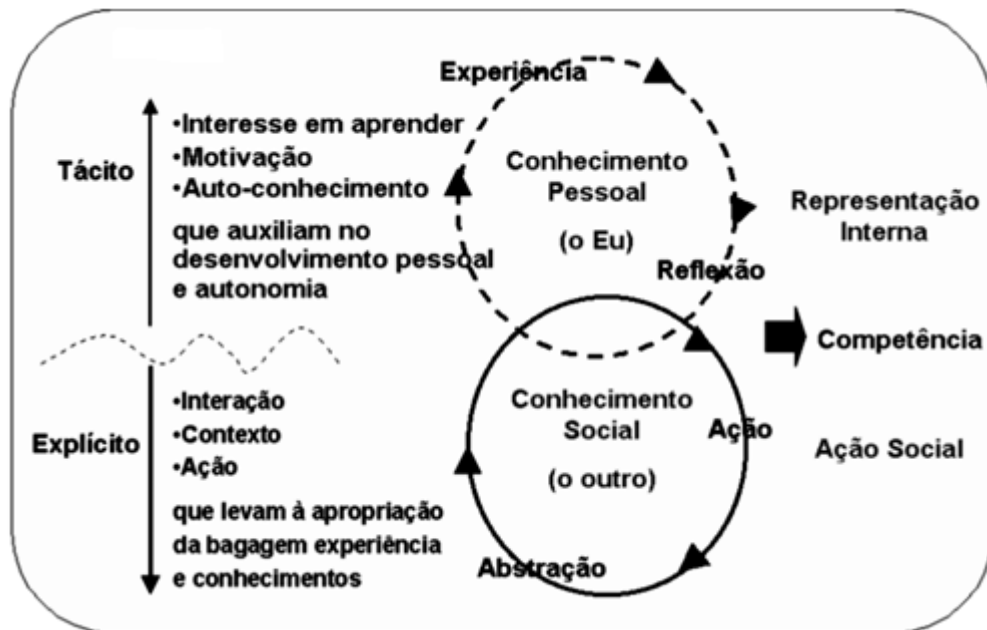 Experiência
Tácito
•Interesse em aprender
•Motivação
•Auto-conhecimento
que auxiliam no
desenvolvimento pessoal
e autonomia
Conhecimento
Pessoal
(o Eu)
Reflexão
Representação
Interna
Competência
Explícito
•Interação
•Contexto
•Ação
que levam à apropriação
da bagagem experiência
e conhecimentos
Conhecimento
Social
(o outro)
Ação
Abstração
Ação Social